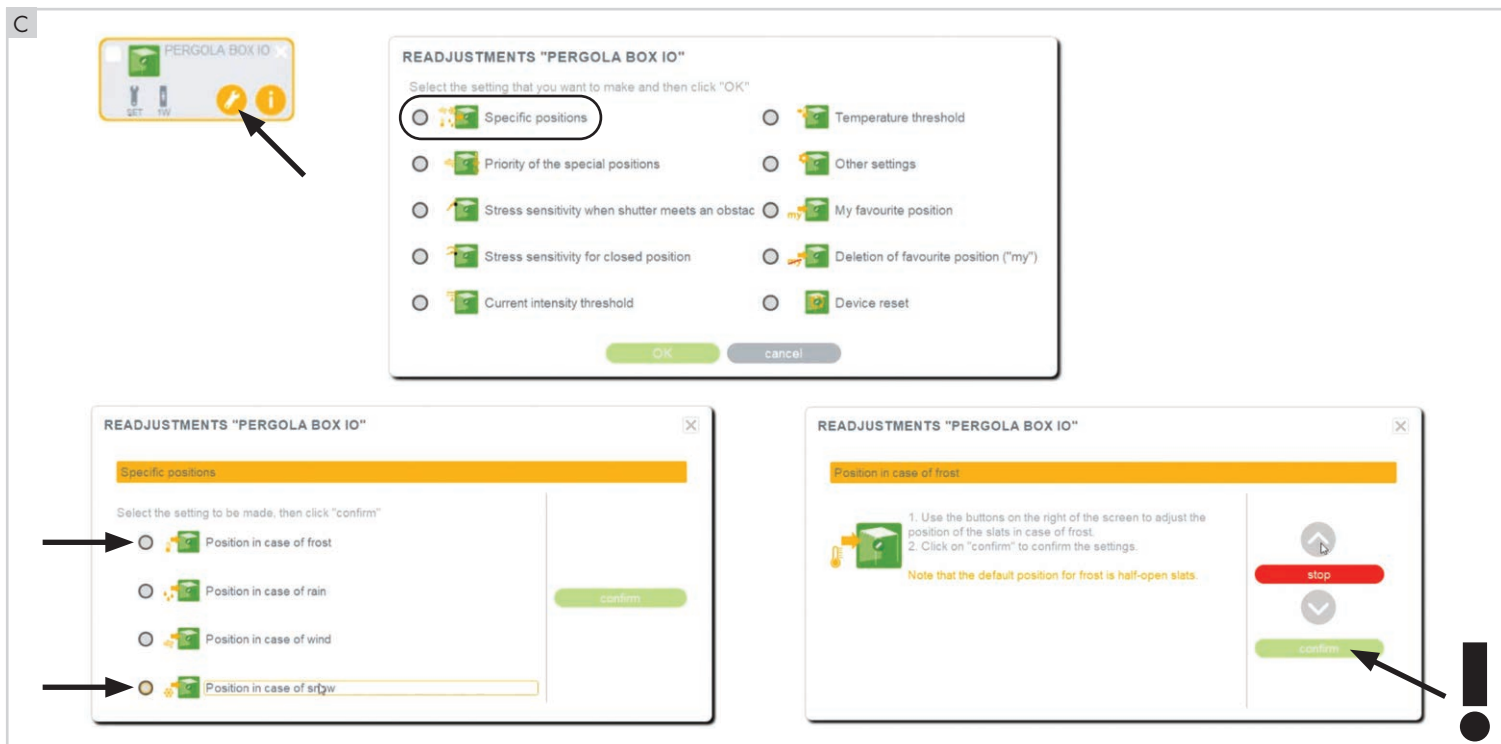 C
PERGOLA BOX IO
SET 1W
READJUSTMENTS "PERGOLA BOX IO"
Select the setting that you want to make and then click "OK"
Specific positions
Priority of the special positions
Stress sensitivity when shutter meets an obstac
Stress sensitivity for closed position
Current intensity threshold
Temperature threshold
Other settings
my My favourite position
Deletion of favourite position ("my")
Device reset
OK cancel
READJUSTMENTS "PERGOLA BOX IO"
Specific positions
Select the setting to be made, then click "confirm"
Position in case of frost
Position in case of rain
Position in case of wind
Position in case of snow
confirm
READJUSTMENTS "PERGOLA BOX IO"
Position in case of frost
1. Use the buttons on the right of the screen to adjust the
position of the slats in case of frost.
2. Click on "confirm" to confirm the settings.
Note that the default position for frost is half-open slats.
stop
confirm
!